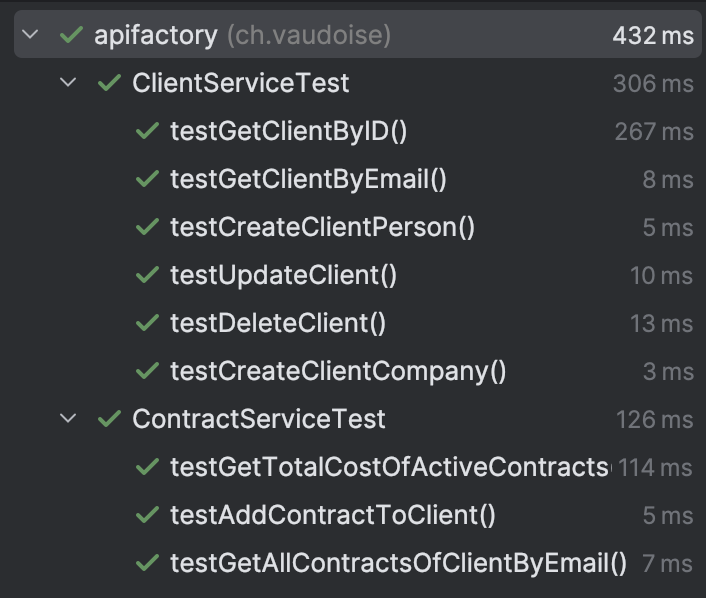 apifactory (ch.vaudoise) 432 ms
ClientServiceTest 306 ms
testGetClientByID() 267 ms
testGetClientByEmail() 8 ms
testCreateClientPerson() 5 ms
testUpdateClient() 10 ms
testDeleteClient() 13 ms
testCreateClientCompany() 3 ms
ContractServiceTest 126 ms
testGetTotalCostOfActiveContracts 114 ms
testAddContractToClient() 5 ms
testGetAllContractsOfClientByEmail() 7 ms